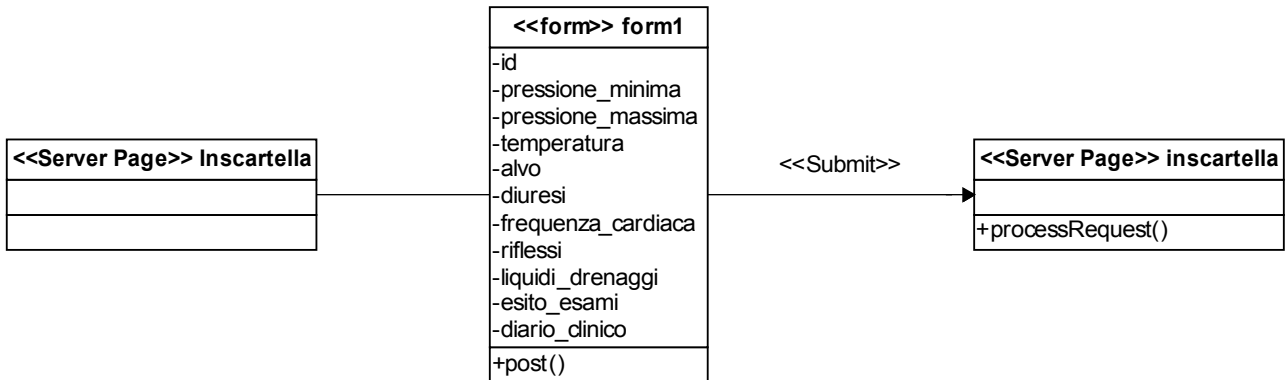 <<Server Page>> Inscartella
<<form>> form1
-id
-pressione_minima
-pressione_massima
-temperatura
-alvo
-diuresi
-frequenza_cardiaca
-riflessi
-liquidi_drenaggi
-esito_esami
-diario_clinico
+post()
<<Submit>>
<<Server Page>> inscartella
+processRequest()